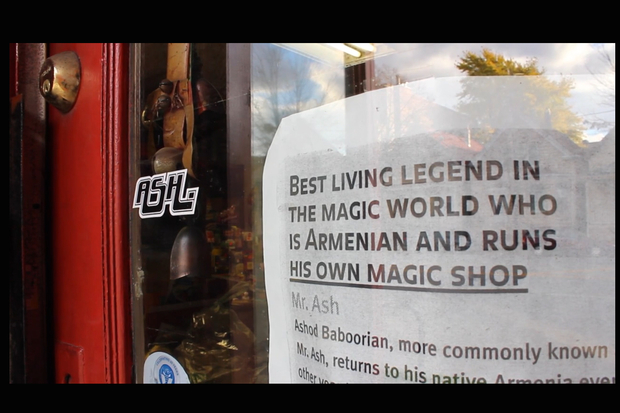 ASH
BEST LIVING LEGEND IN
THE MAGIC WORLD WHO
IS ARMENIAN AND RUNS
HIS OWN MAGIC SHOP
Mr. Ash
Ashod Baboorian, more commonly known
Mr. Ash, returns to his native Armenia
other